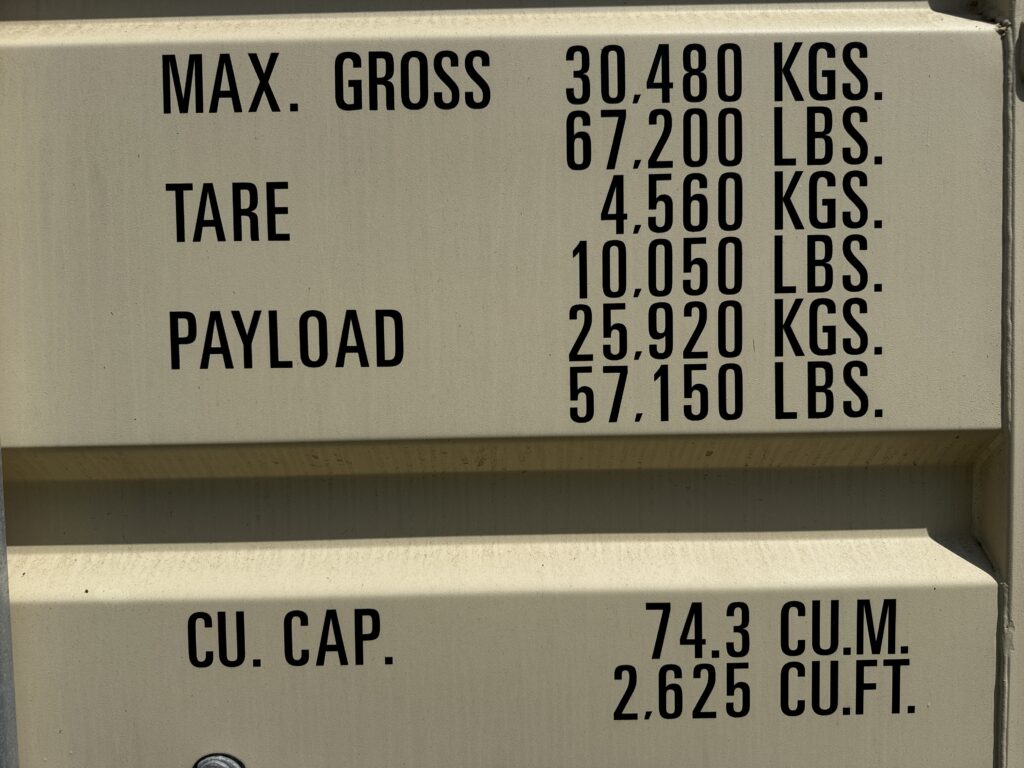 MAX. GROSS 30,480 KGS.
67,200 LBS.
TARE 4,560 KGS.
10,050 LBS.
PAYLOAD 25,920 KGS.
57,150 LBS.
CU. CAP. 74.3 CU.M.
2,625 CU.FT.